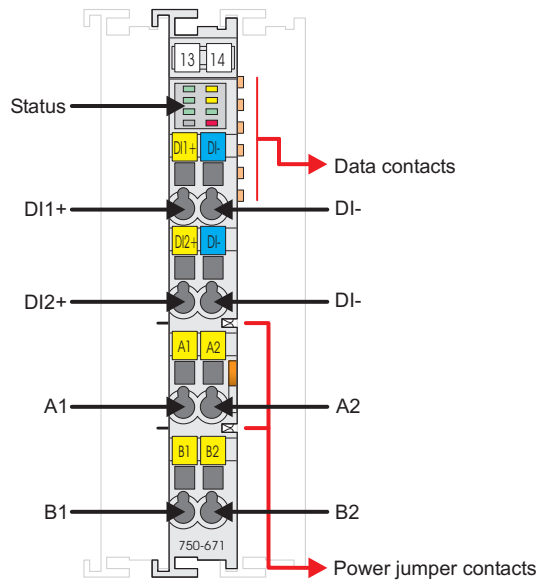 13 14
Status
DI1+ DI-
Data contacts
DI1+ DI-
DI2+ DI-
DI2+ DI-
A1 A2
A1 A2
B1 B2
B1 B2
750-671
Power jumper contacts